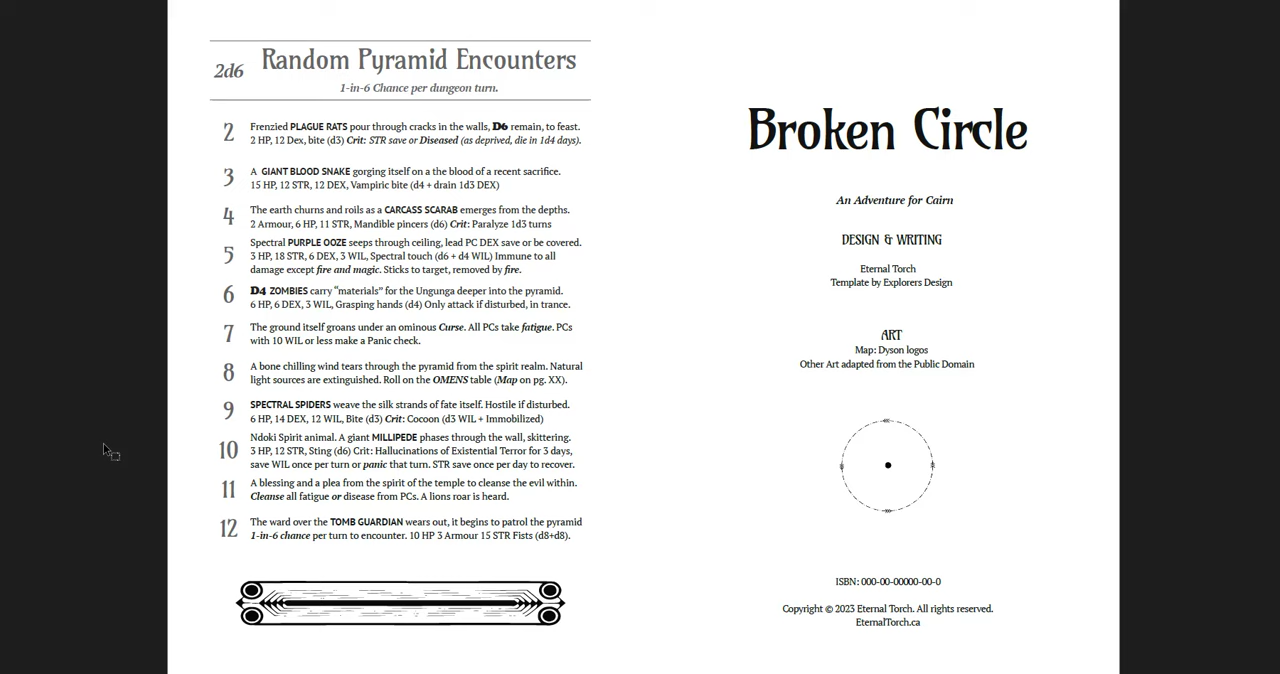 2d6
Random Pyramid Encounters
1-in-6 Chance per dungeon turn.
2
Frenzied PLAGUE RATS pour through cracks in the walls, D6 remain, to feast.
2 HP, 12 Dex, bite (d3) Crit: STR save or Diseased (as deprived, die in 1d4 days).
3
A GIANT BLOOD SNAKE gorging itself on a the blood of a recent sacrifice.
15 HP, 12 STR, 12 DEX, Vampiric bite (d4 + drain 1d3 DEX)
4
The earth churns and roils as a CARCASS SCARAB emerges from the depths.
2 Armour, 6 HP, 11 STR, Mandible pincers (d6) Crit: Paralyze 1d3 turns
5
Spectral PURPLE OOZE seeps through ceiling, lead PC DEX save or be covered.
3 HP, 18 STR, 6 DEX, 3 WIL, Spectral touch (d6 + d4 WIL) Immune to all
damage except fire and magic. Sticks to target, removed by fire.
6
D4 ZOMBIES carry “materials” for the Ungunga deeper into the pyramid.
6 HP, 6 DEX, 3 WIL, Grasping hands (d4) Only attack if disturbed, in trance.
7
The ground itself groans under an ominous Curse. All PCs take fatigue. PCs
with 10 WIL or less make a Panic check.
8
A bone chilling wind tears through the pyramid from the spirit realm. Natural
light sources are extinguished. Roll on the OMENS table (Map on pg. XX).
9
SPECTRAL SPIDERS weave the silk strands of fate itself. Hostile if disturbed.
6 HP, 14 DEX, 12 WIL, Bite (d3) Crit: Cocoon (d3 WIL + Immobilized)
10
Ndoki Spirit animal. A giant MILLIPEDE phases through the wall, skittering.
3 HP, 12 STR, Sting (d6) Crit: Hallucinations of Existential Terror for 3 days,
save WIL once per turn or panic that turn. STR save once per day to recover.
11
A blessing and a plea from the spirit of the temple to cleanse the evil within.
Cleanse all fatigue or disease from PCs. A lions roar is heard.
12
The ward over the TOMB GUARDIAN wears out, it begins to patrol the pyramid
1-in-6 chance per turn to encounter. 10 HP 3 Armour 15 STR Fists (d8+d8).
Broken Circle
An Adventure for Cairn
DESIGN & WRITING
Eternal Torch
Template by Explorers Design
ART
Map: Dyson logos
Other Art adapted from the Public Domain
ISBN: 000-00-00000-00-0
Copyright © 2023 Eternal Torch. All rights reserved.
EternalTorch.ca